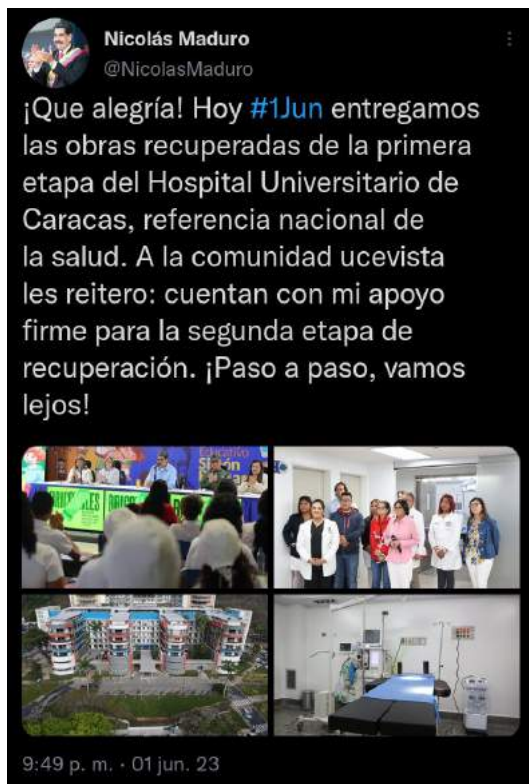 Nicolás Maduro
@NicolasMaduro
¡Que alegría! Hoy #1Jun entregamos
las obras recuperadas de la primera
etapa del Hospital Universitario de
Caracas, referencia nacional de
la salud. A la comunidad ucevista
les reitero: cuentan con mi apoyo
firme para la segunda etapa de
recuperación. ¡Paso a paso, vamos
lejos!
Educativo
9:49 p. m. · 01 jun. 23